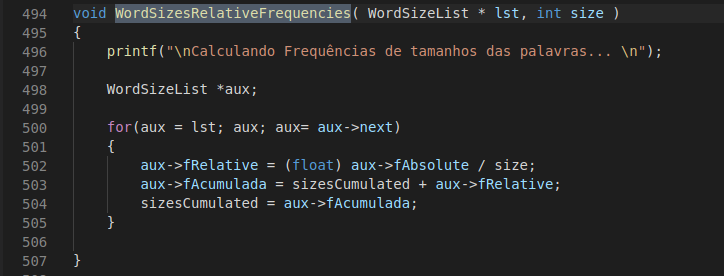 494 void WordSizesRelativeFrequencies( WordSizeList * lst, int size )
495 {
496     printf("\nCalculando Frequências de tamanhos das palavras... \n");
497
498     WordSizeList *aux;
499
500     for(aux = lst; aux; aux= aux->next)
501     {
502         aux->fRelative = (float) aux->fAbsolute / size;
503         aux->fAcumulada = sizesCumulated + aux->fRelative;
504         sizesCumulated = aux->fAcumulada;
505     }
506
507 }